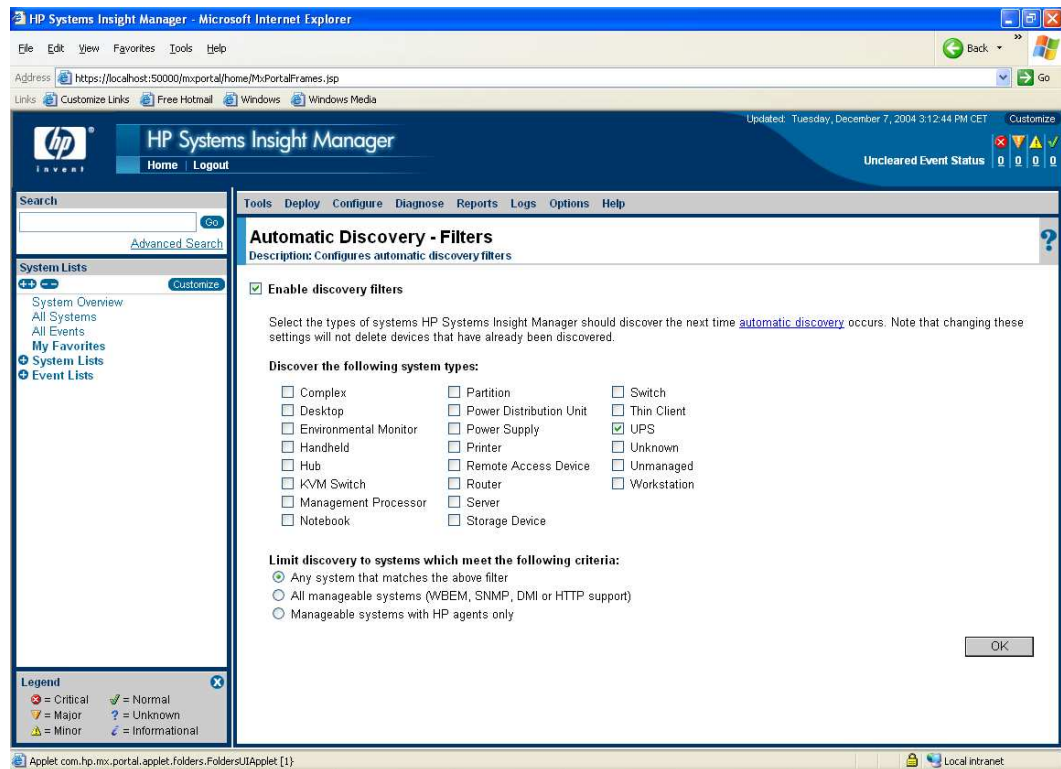 HP Systems Insight Manager - Microsoft Internet Explorer
File Edit View Favorites Tools Help
Back »
Address https://localhost:50000/mxportal/home/MxPortalFrames.jsp Go
Links Customize Links Free Hotmail Windows Windows Media
Updated: Tuesday, December 7, 2004 3:12:44 PM CET Customize
hp
invent
HP Systems Insight Manager
Home | Logout
Uncleared Event Status 0 0 0 0
Search
Go
Advanced Search
System Lists
Customize
System Overview
All Systems
All Events
My Favorites
System Lists
Event Lists
Legend
= Critical = Normal
= Major ? = Unknown
= Minor i = Informational
Tools Deploy Configure Diagnose Reports Logs Options Help
Automatic Discovery - Filters
?
Description: Configures automatic discovery filters
Enable discovery filters
Select the types of systems HP Systems Insight Manager should discover the next time automatic discovery occurs. Note that changing these
settings will not delete devices that have already been discovered.
Discover the following system types:
Complex Partition Switch
Desktop Power Distribution Unit Thin Client
Environmental Monitor Power Supply UPS
Handheld Printer Unknown
Hub Remote Access Device Unmanaged
KVM Switch Router Workstation
Management Processor Server
Notebook Storage Device
Limit discovery to systems which meet the following criteria:
Any system that matches the above filter
All manageable systems (WBEM, SNMP, DMI or HTTP support)
Manageable systems with HP agents only
OK
Applet com.hp.mx.portal.applet.folders.FoldersUIApplet [1} Local intranet